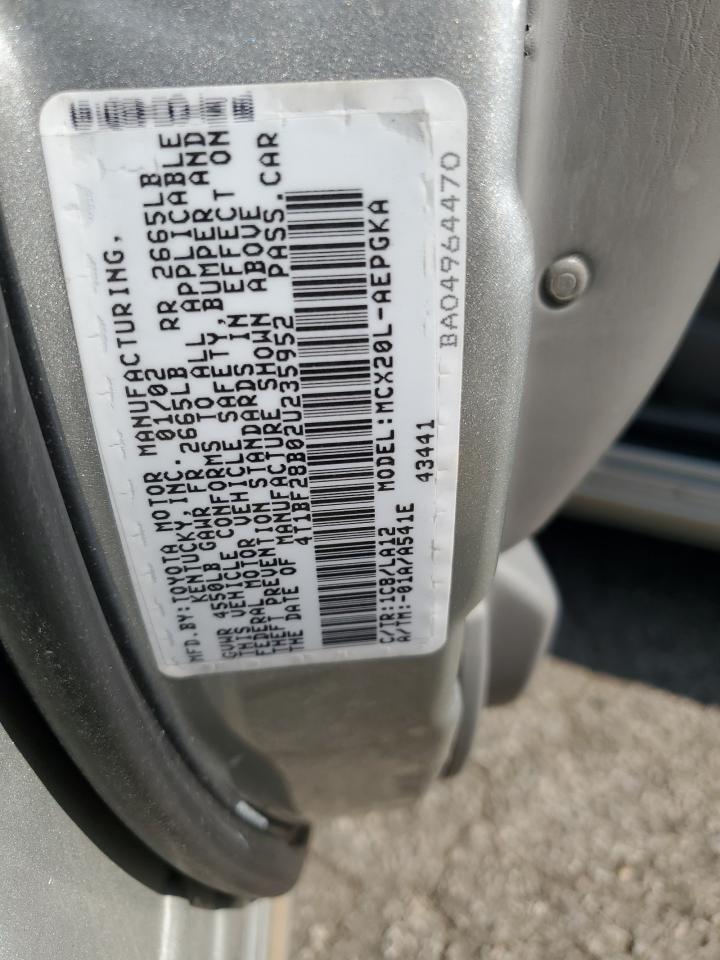 MFD.BY:TOYOTA MOTOR MANUFACTURING,
KENTUCKY, INC. 01/02
GVWR 4550LB GAWR FR 2665LB RR 2665LB
THIS VEHICLE CONFORMS TO ALL APPLICABLE
FEDERAL MOTOR VEHICLE SAFETY,BUMPER AND
THEFT PREVENTION STANDARDS IN EFFECT ON
THE DATE OF MANUFACTURE SHOWN ABOVE
4T1BF28B02U235952 PASS.CAR
C/TR:1C8/LA12 MODEL:MCX20L-AEPGKA
A/TM:-01A/A541E 43441
BA04964470